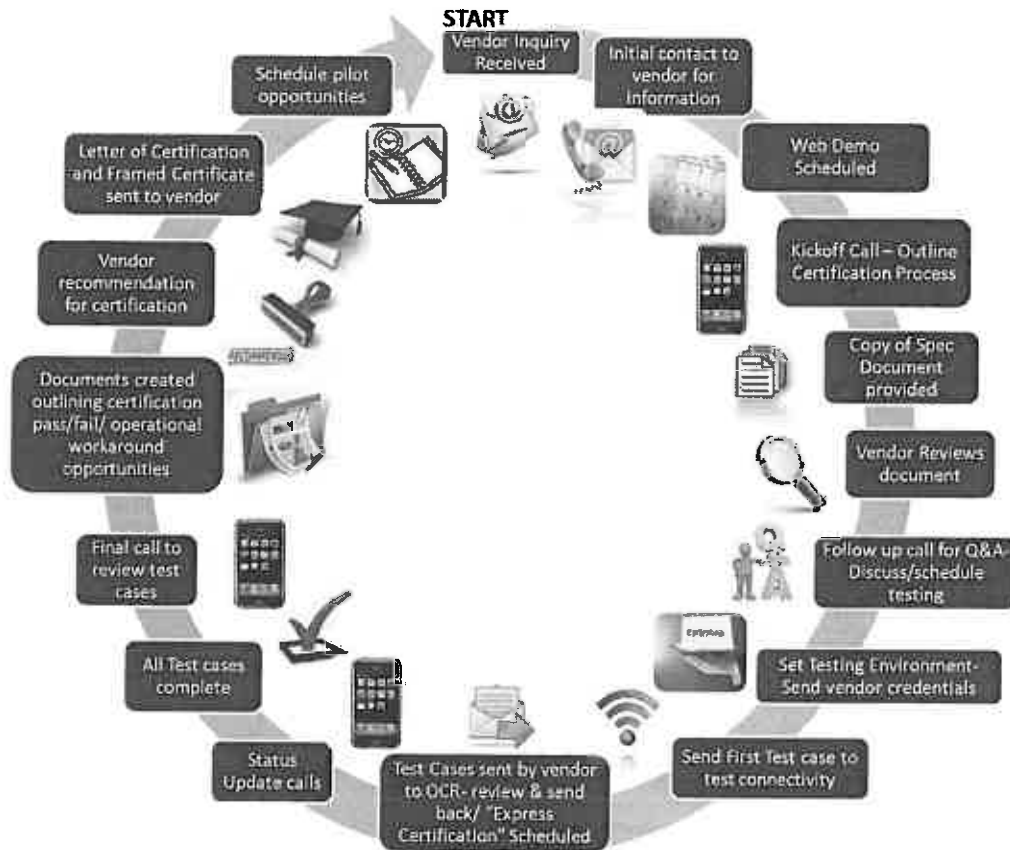 START
Vendor Inquiry
Received
Initial contact to
vendor for
information
Web Demo
Scheduled
Kickoff Call – Outline
Certification Process
Copy of Spec
Document
provided
Vendor Reviews
document
Follow up call for Q&A-
Discuss/schedule
testing
Set Testing Environment-
Send vendor credentials
Send First Test case to
test connectivity
Test Cases sent by vendor
to OCR- review & send
back/ "Express
Certification" Scheduled
Status
Update calls
All Test cases
complete
Final call to
review test
cases
Documents created
outlining certification
pass/fail/ operational
workaround
opportunities
Vendor
recommendation
for certification
Letter of Certification
and Framed Certificate
sent to vendor
Schedule pilot
opportunities
@
@
Q
A